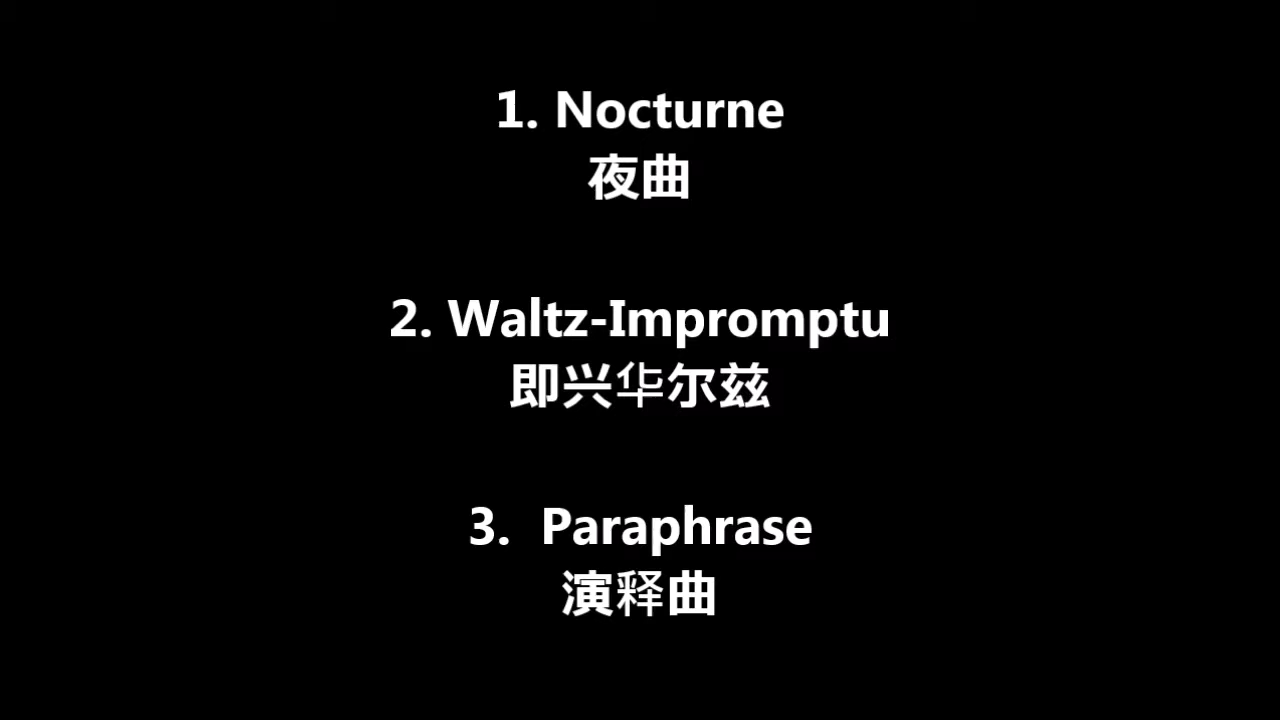 1. Nocturne
夜曲
2. Waltz-Impromptu
即兴华尔兹
3. Paraphrase
演释曲